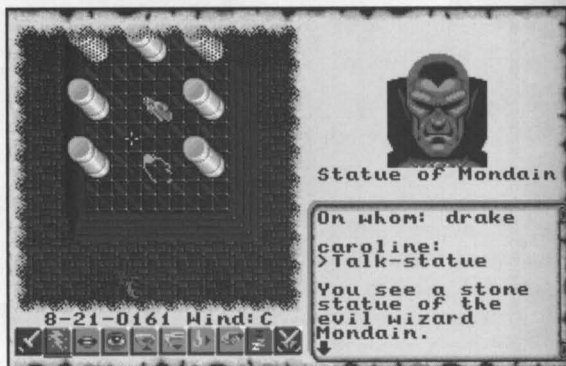 Statue of Mondain
On whom: drake
caroline:
>Talk-statue
You see a stone
statue of the
evil wizard
Mondain.
8-21-0161 Wind:C